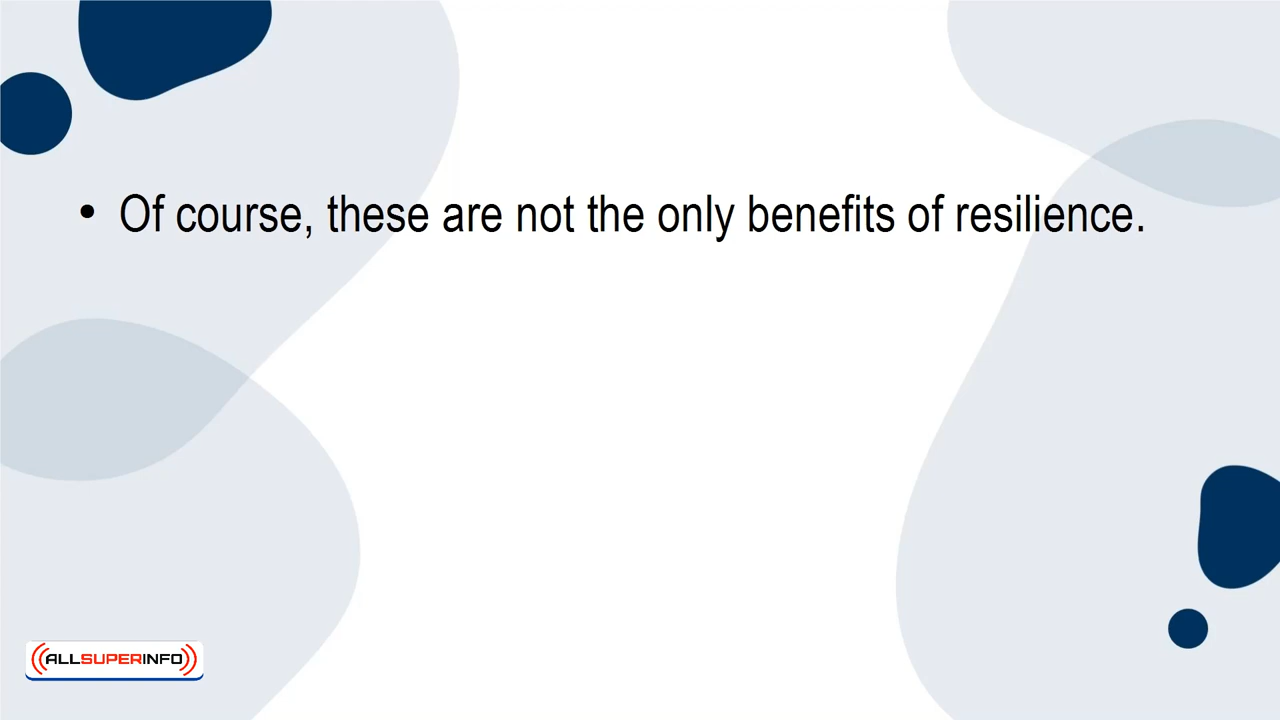 • Of course, these are not the only benefits of resilience.
ALLSUPERINFO